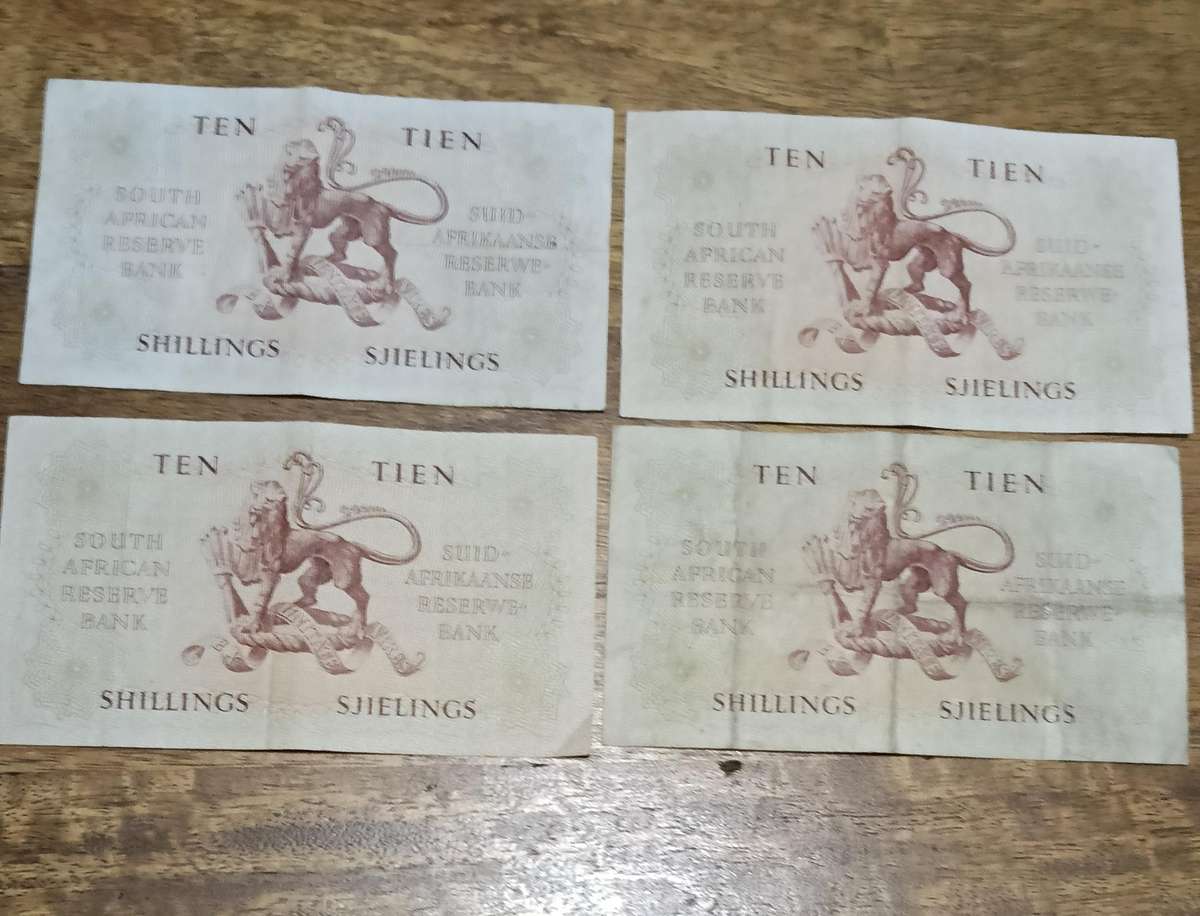 TEN TIEN
SOUTH
AFRICAN
RESERVE
BANK
SUID-
AFRIKAANSE
RESERWE-
BANK
SHILLINGS SJIELINGS
TEN TIEN
SOUTH
AFRICAN
RESERVE
BANK
SUID-
AFRIKAANSE
RESERWE-
BANK
SHILLINGS SJIELINGS
TEN TIEN
SOUTH
AFRICAN
RESERVE
BANK
SUID-
AFRIKAANSE
RESERWE-
BANK
SHILLINGS SJIELINGS
TEN TIEN
SOUTH
AFRICAN
RESERVE
BANK
SUID-
AFRIKAANSE
RESERWE-
BANK
SHILLINGS SJIELINGS